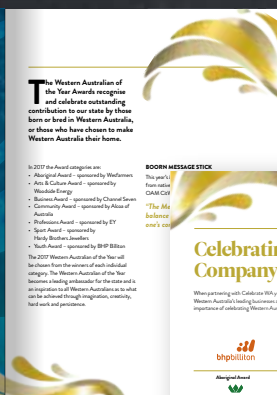 The Western Australian of
the Year Awards recognise
and celebrate outstanding
contribution to our state by those
born or bred in Western Australia,
or those who have chosen to make
Western Australia their home.
In 2017 the Award categories are:
• Aboriginal Award – sponsored by Wesfarmers
• Arts & Culture Award – sponsored by
Woodside Energy
• Business Award – sponsored by Channel Seven
• Community Award – sponsored by Alcoa of
Australia
• Professions Award – sponsored by EY
• Sport Award – sponsored by
Hardy Brothers Jewellers
• Youth Award – sponsored by BHP Billiton
The 2017 Western Australian of the Year will
be chosen from the winners of each individual
category. The Western Australian of the Year
becomes a leading ambassador for the state and is
an inspiration to all Western Australians as to what
can be achieved through imagination, creativity,
hard work and persistence.
BOORN MESSAGE STICK
This year's
from native
OAM
"The
balance
one's
Celebrating
Company
When partnering with Celebrate WA
Western Australia's leading businesses
importance of celebrating Western
bhpbilliton
Aboriginal Award